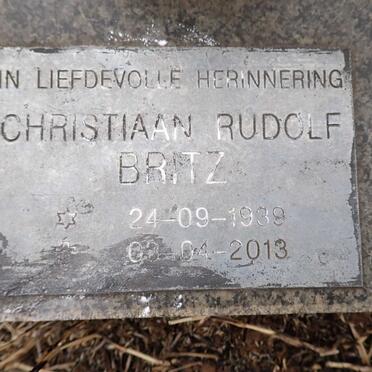 IN LIEFDEVOLLE HERINNERING
CHRISTIAAN RUDOLF
BRITZ
24-09-1939
03-04-2013